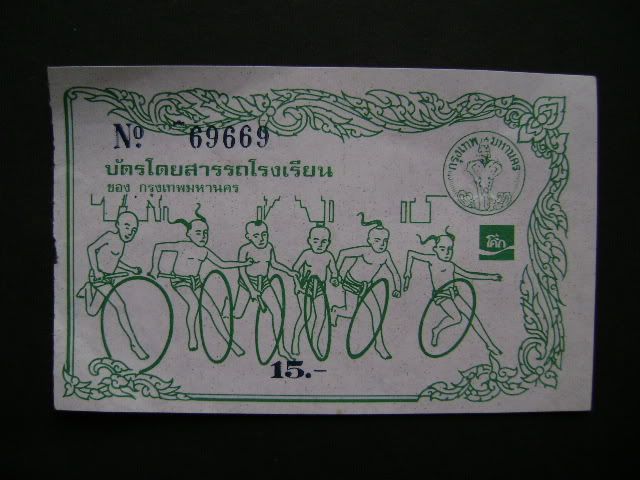 Nº 69669
บัตรโดยสารรถโรงเรียน
ของ กรุงเทพมหานคร
กรุงเทพมหานคร
โค้ก
15.-